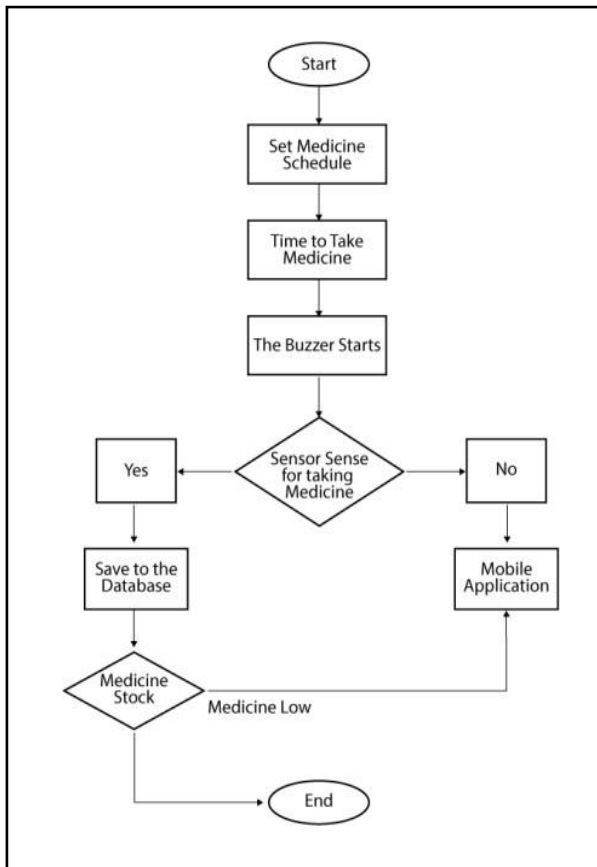 Start
Set Medicine
Schedule
Time to Take
Medicine
The Buzzer Starts
Yes
Sensor Sense
for taking
Medicine
No
Save to the
Database
Mobile
Application
Medicine
Stock
Medicine Low
End